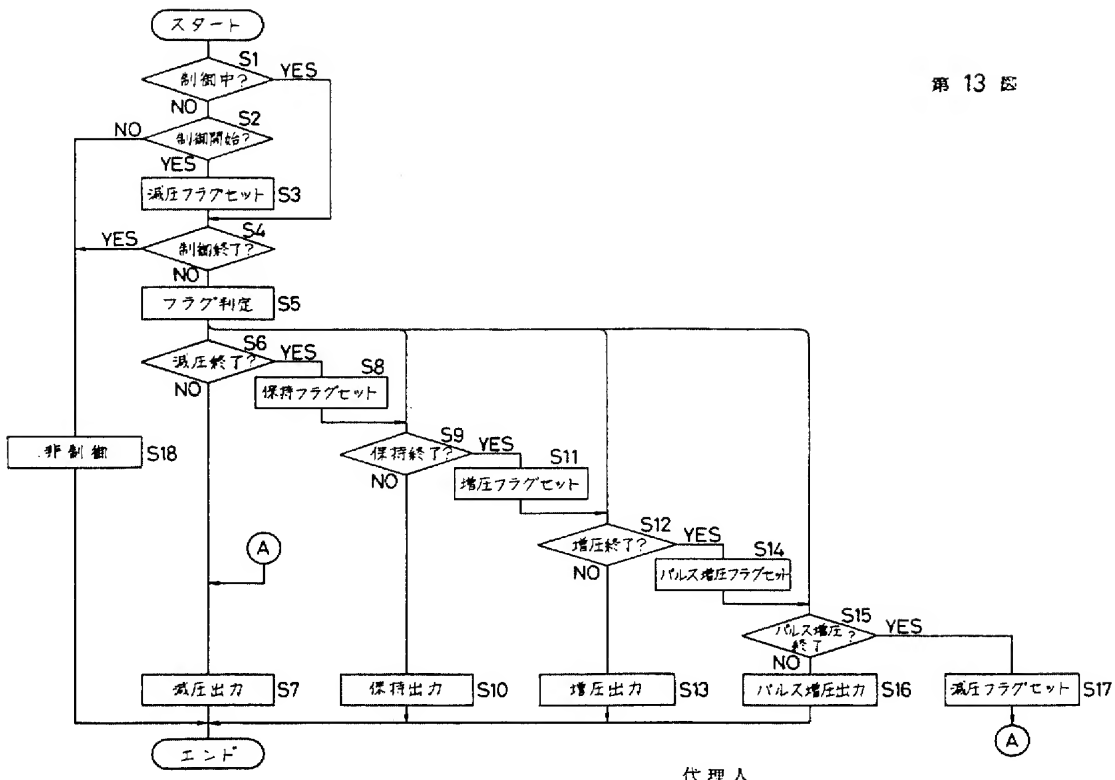 スタート
S1
制御中?
YES
NO
第 13 図
S2
NO
制御開始?
YES
減圧フラグセット S3
S4
YES
制御終了?
NO
フラグ判定 S5
S6
減圧終了?
YES
NO
S8
保持フラグセット
非制御 S18
S9
保持終了?
YES
NO
S11
増圧フラグセット
S12
増圧終了?
YES
NO
S14
パルス増圧フラグセット
A
S15
パルス増圧?
終了
YES
NO
減圧出力 S7
保持出力 S10
増圧出力 S13
パルス増圧出力 S16
減圧フラグセット S17
エンド
A
代理人